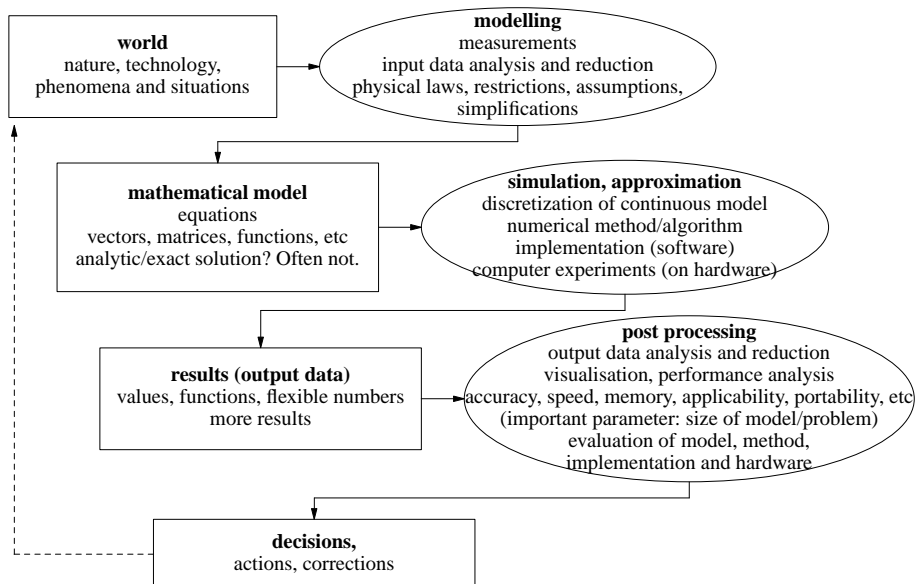 world
nature, technology,
phenomena and situations
modelling
measurements
input data analysis and reduction
physical laws, restrictions, assumptions,
simplifications
mathematical model
equations
vectors, matrices, functions, etc
analytic/exact solution? Often not.
simulation, approximation
discretization of continuous model
numerical method/algorithm
implementation (software)
computer experiments (on hardware)
results (output data)
values, functions, flexible numbers
more results
post processing
output data analysis and reduction
visualisation, performance analysis
accuracy, speed, memory, applicability, portability, etc
(important parameter: size of model/problem)
evaluation of model, method,
implementation and hardware
decisions,
actions, corrections